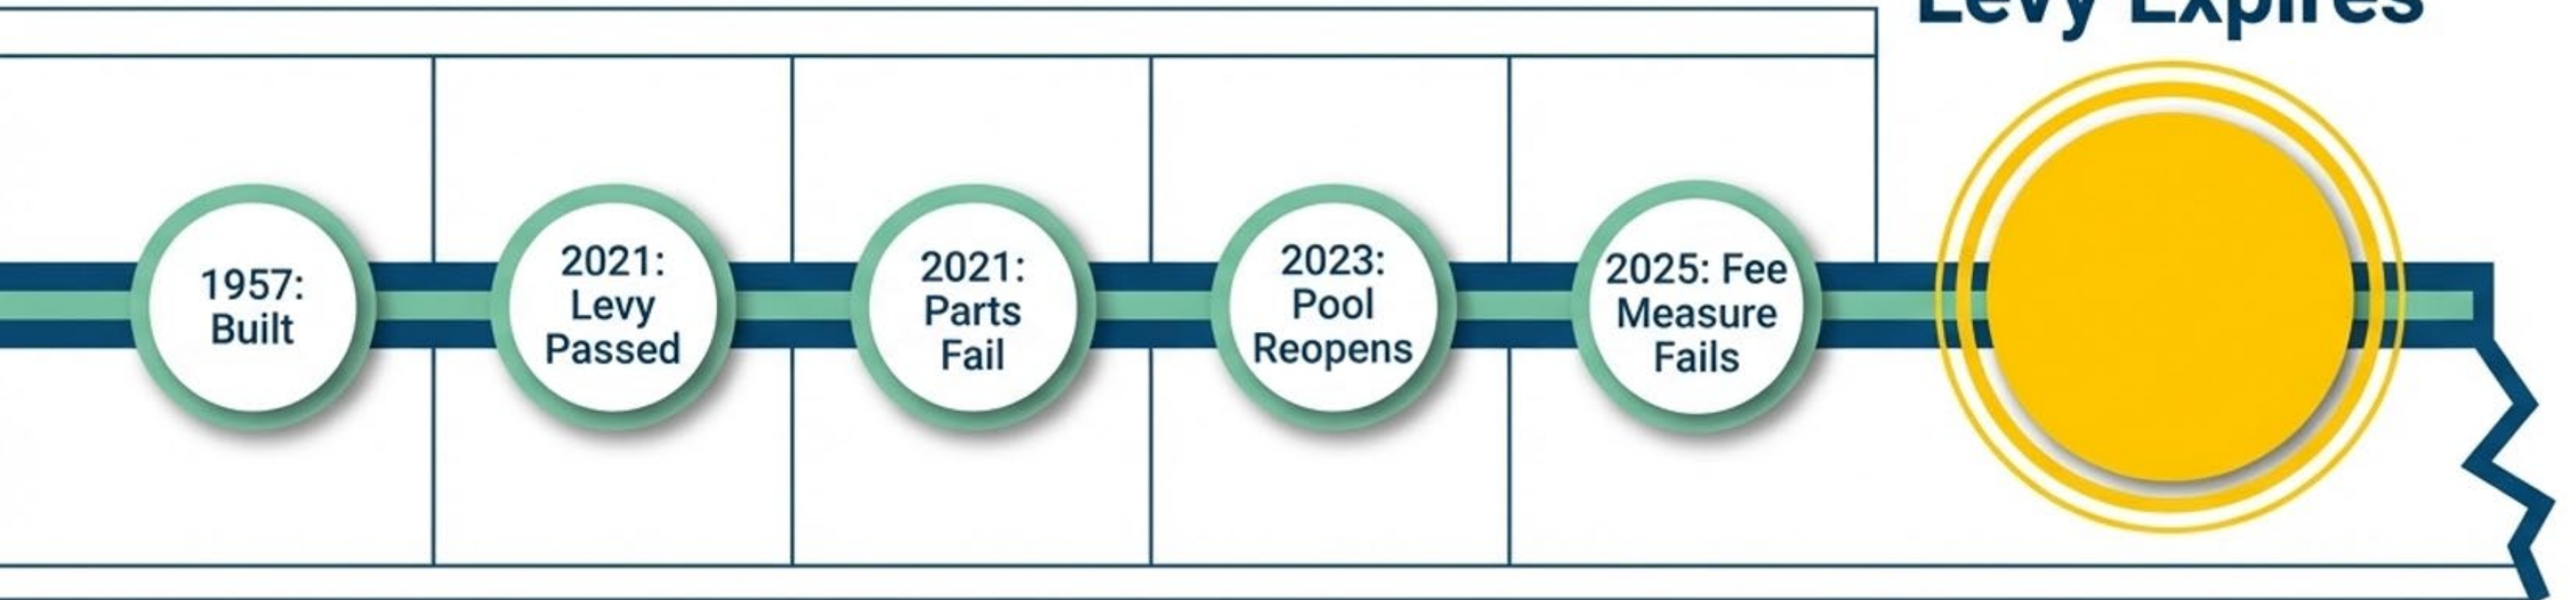 Levy Expires
1957:
Built
2021:
Levy
Passed
2021:
Parts
Fail
2023:
Pool
Reopens
2025: Fee
Measure
Fails